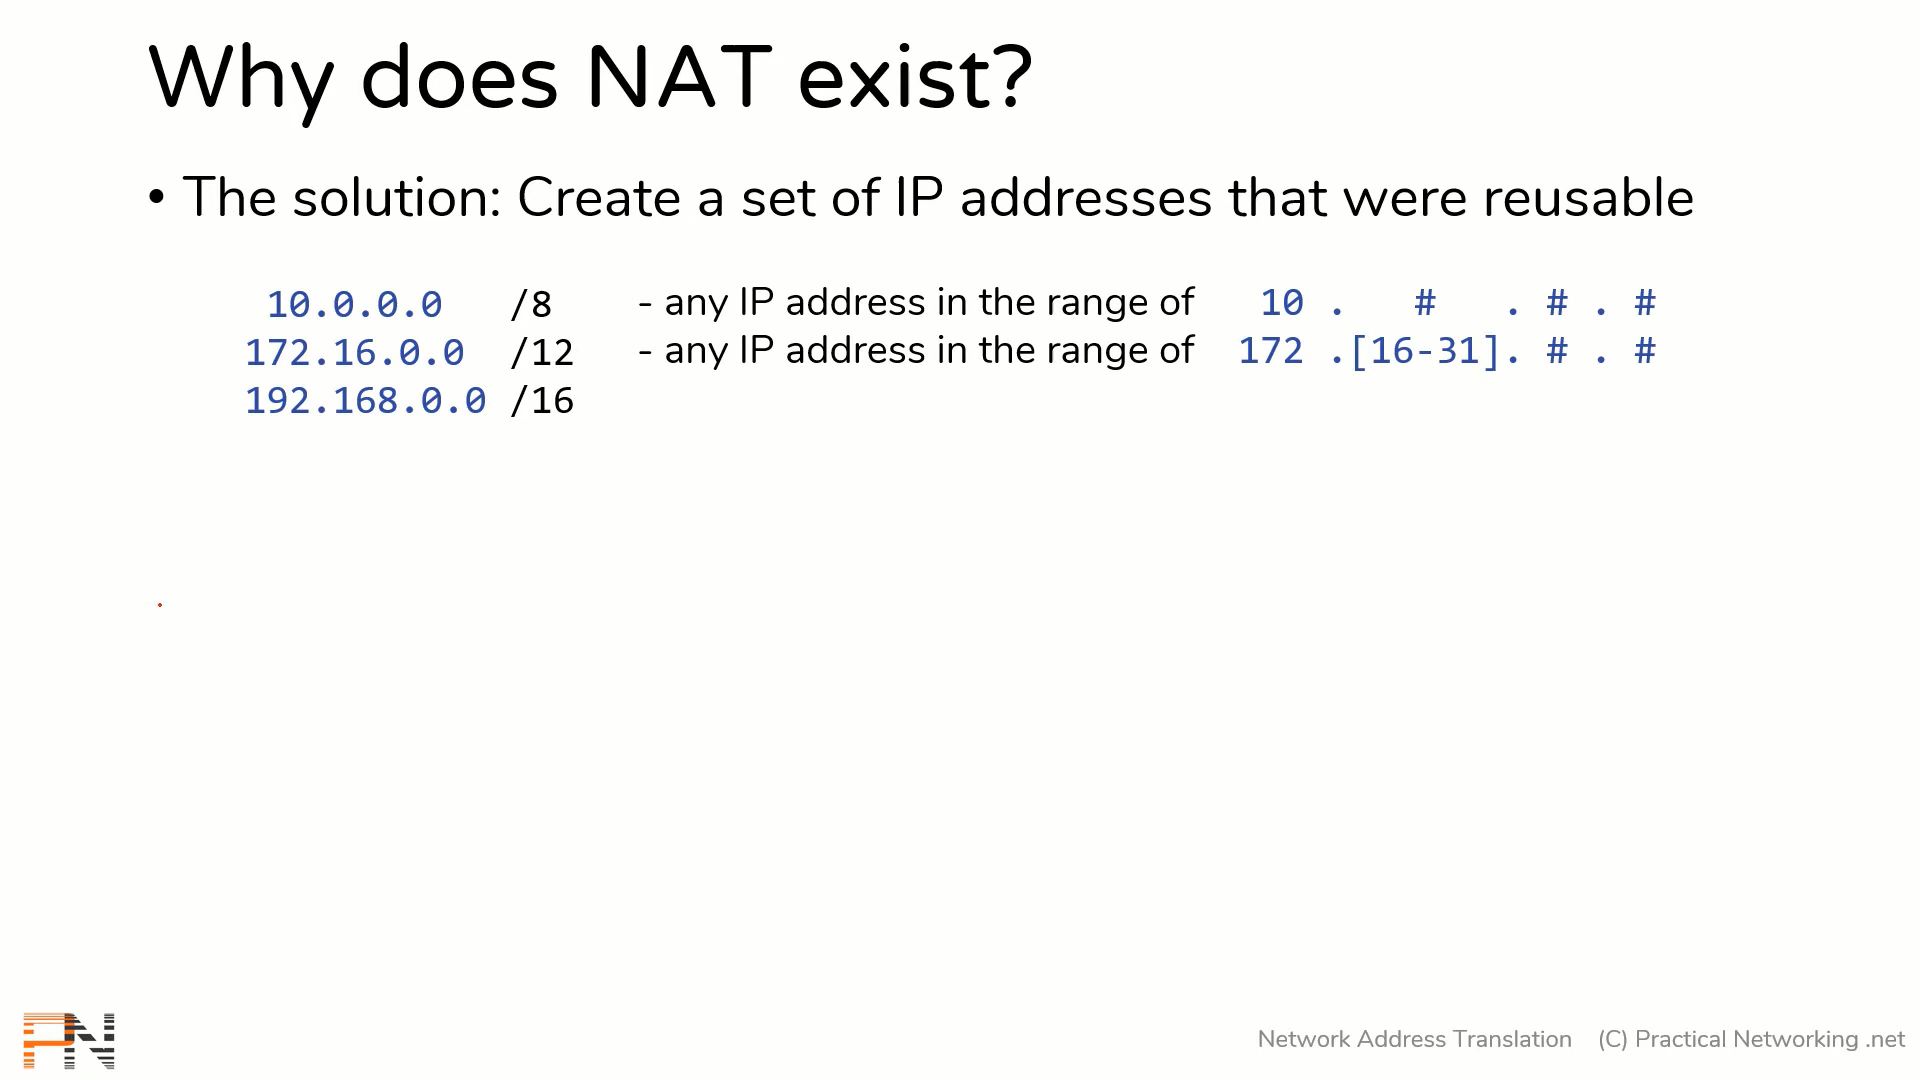 Why does NAT exist?
• The solution: Create a set of IP addresses that were reusable
10.0.0.0 /8 - any IP address in the range of 10 . # . # . #
172.16.0.0 /12 - any IP address in the range of 172 .[16-31]. # . #
192.168.0.0 /16
PN
Network Address Translation (C) Practical Networking .net